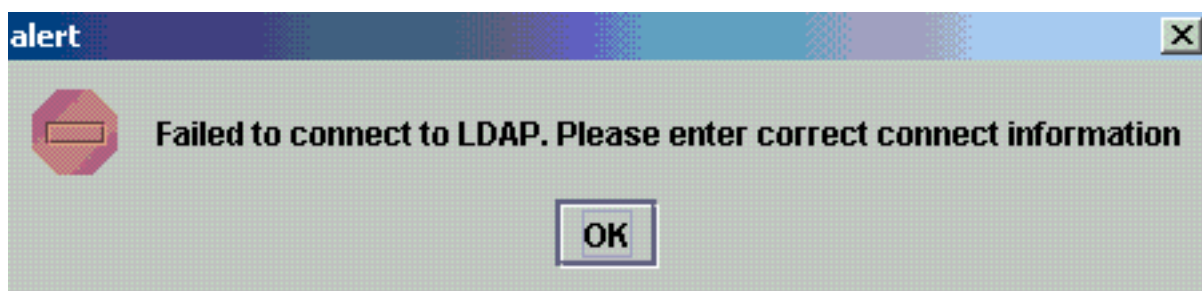 alert
Failed to connect to LDAP. Please enter correct connect information
OK